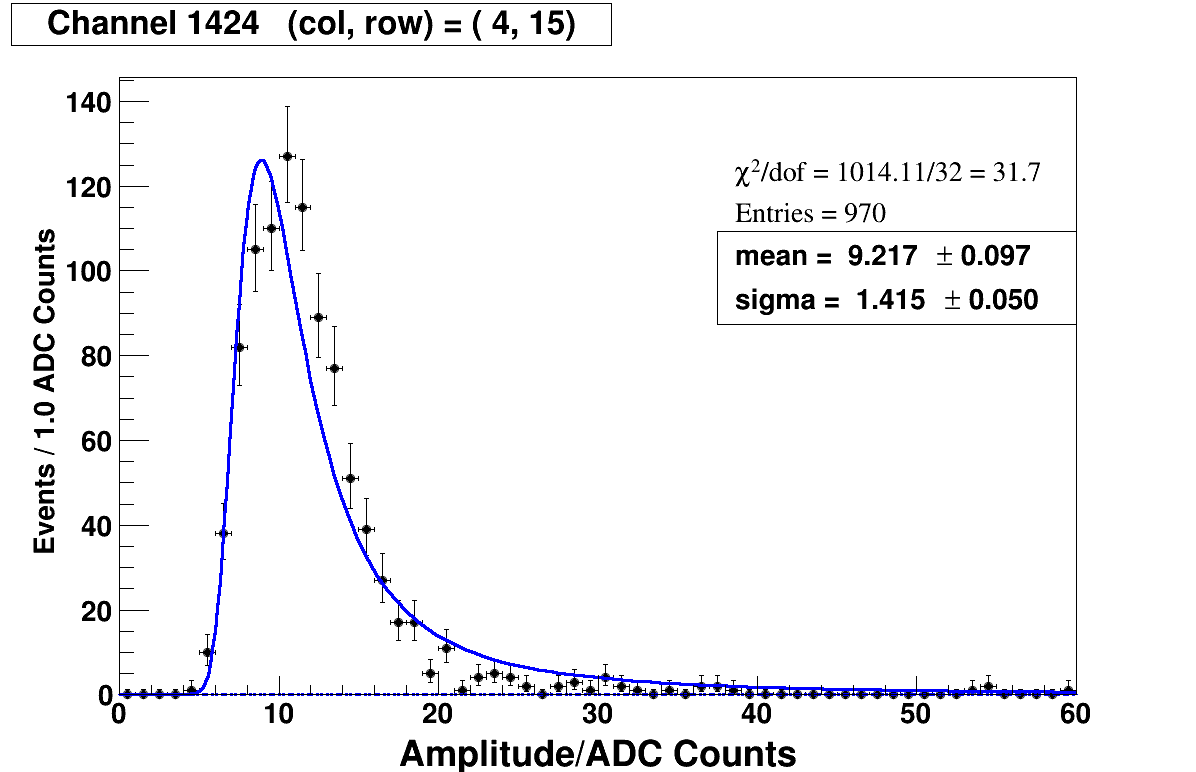 Channel 1424 (col, row) = ( 4, 15)
χ²/dof = 1014.11/32 = 31.7
Entries = 970
mean = 9.217 ± 0.097
sigma = 1.415 ± 0.050
Events / 1.0 ADC Counts
140
120
100
80
60
40
20
0
0 10 20 30 40 50 60
Amplitude/ADC Counts